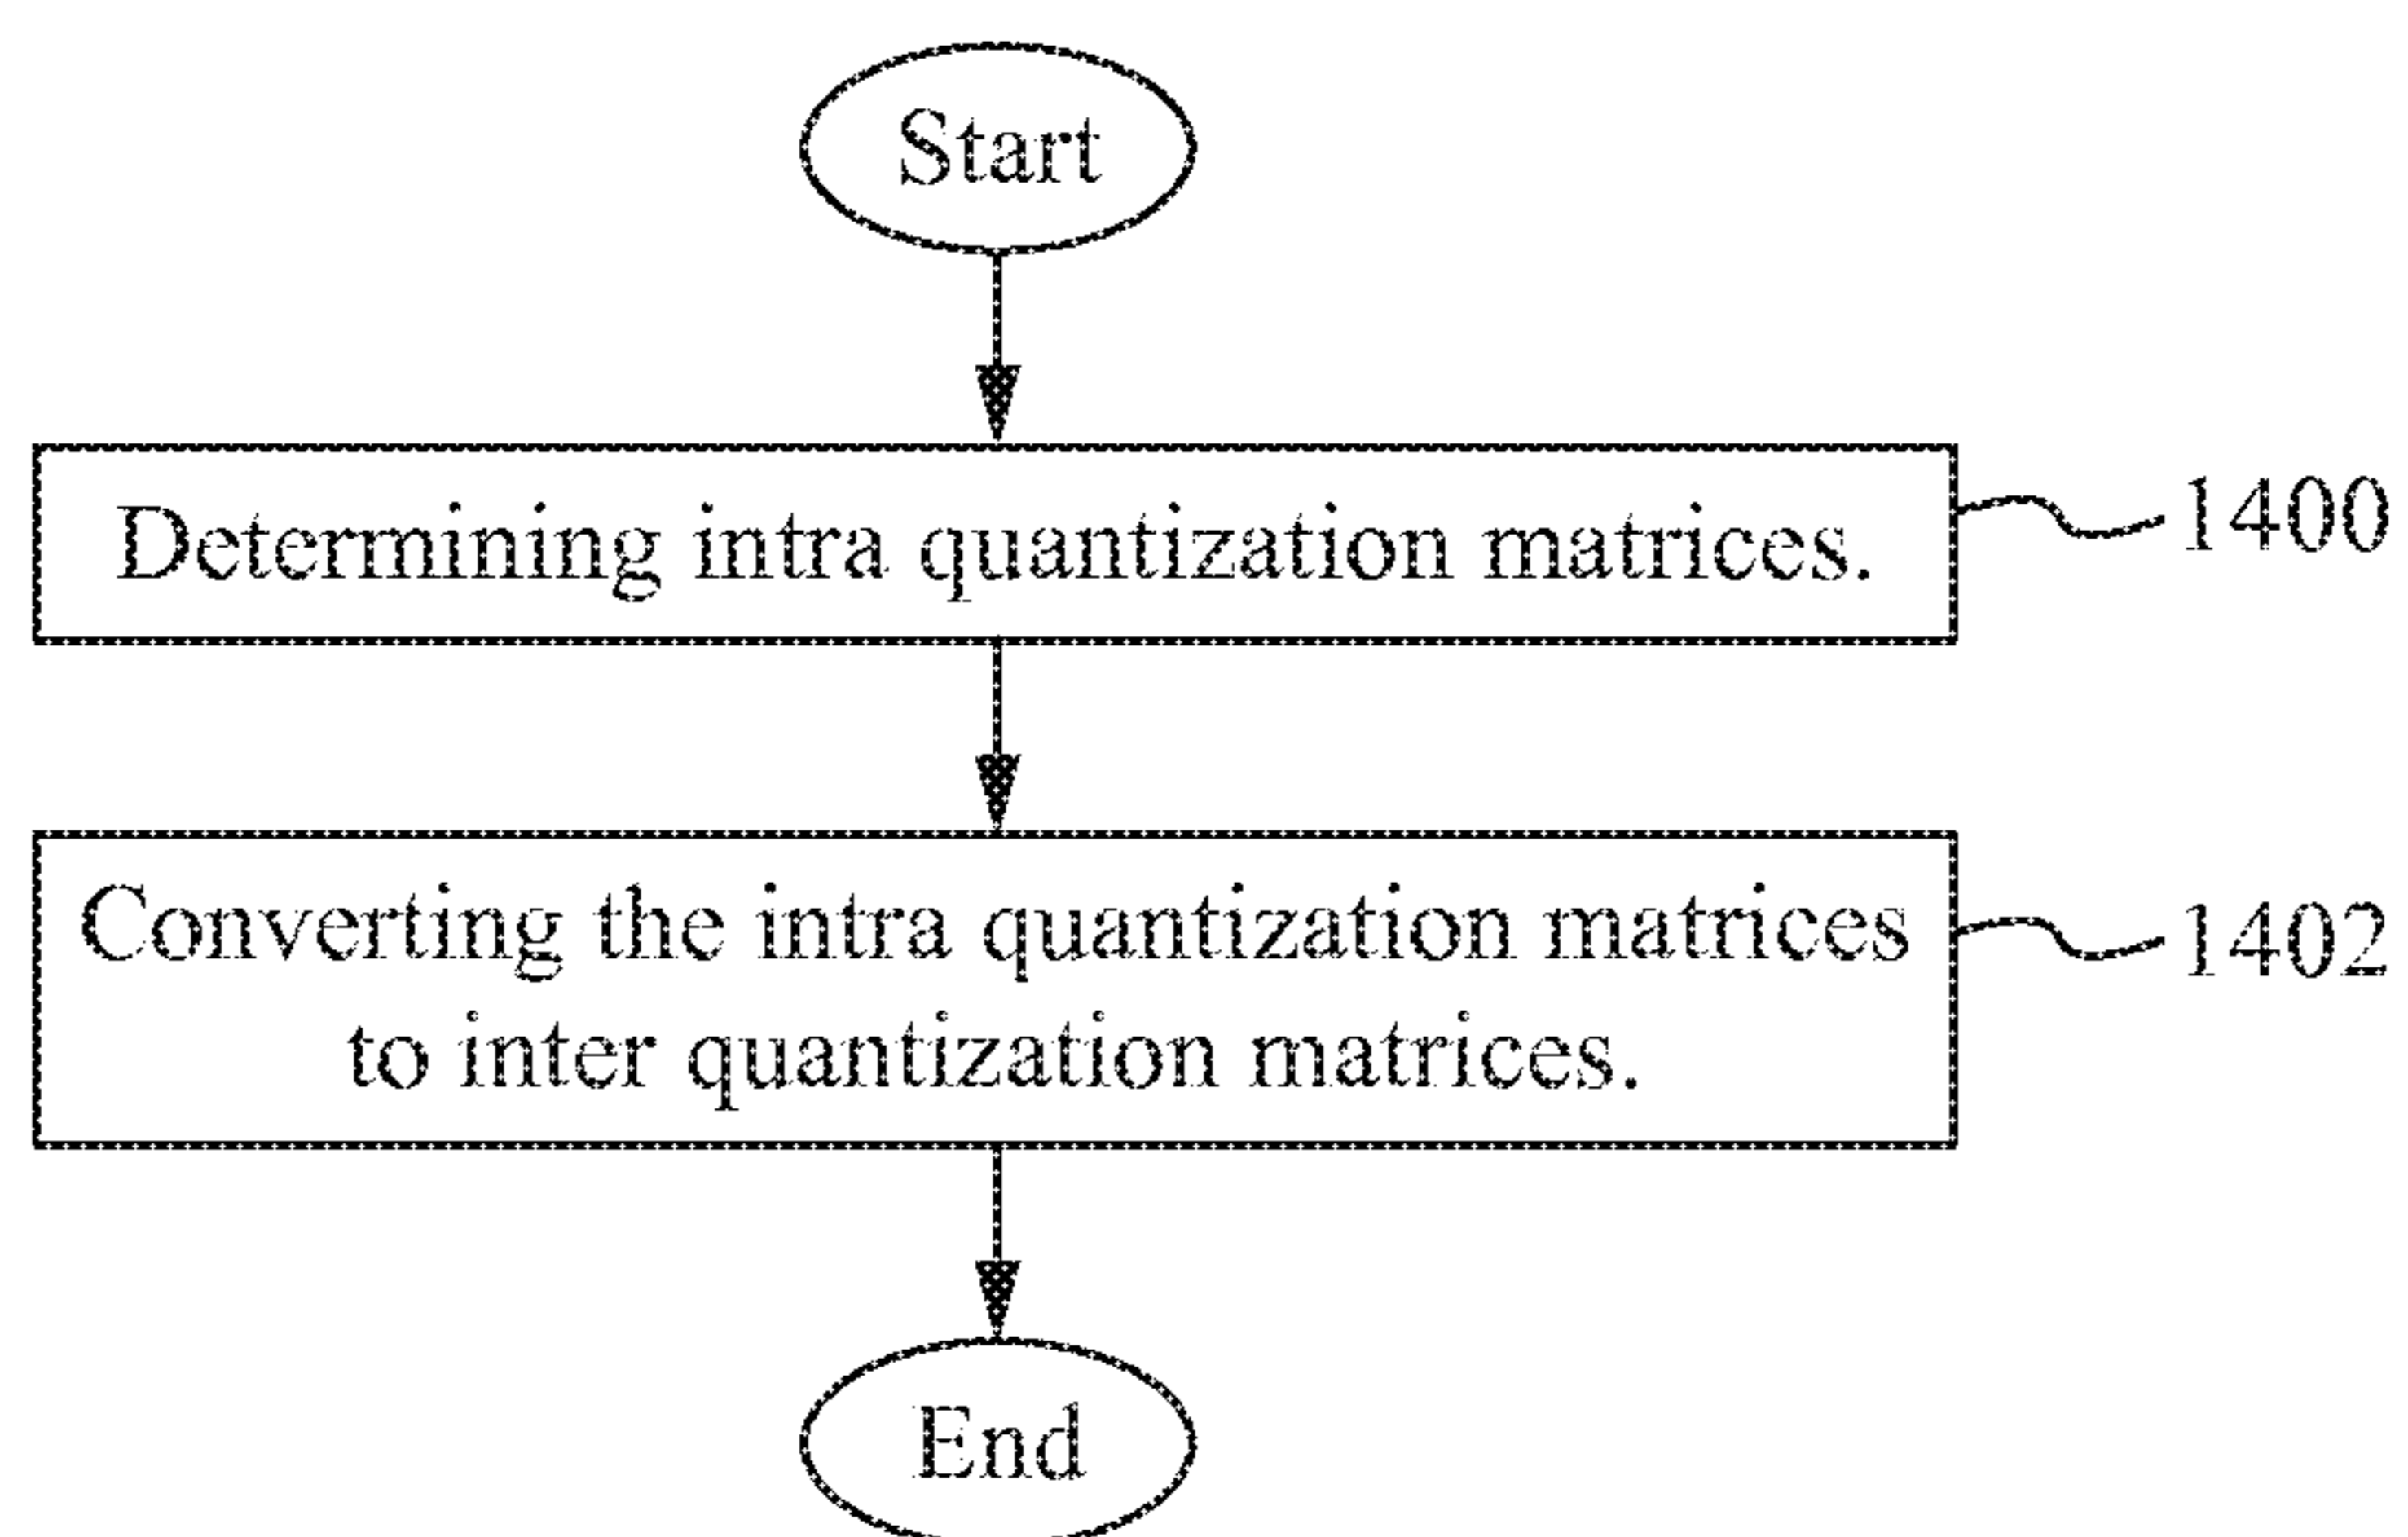 Start
Determining intra quantization matrices.
1400
Converting the intra quantization matrices
1402
to inter quantization matrices.
End